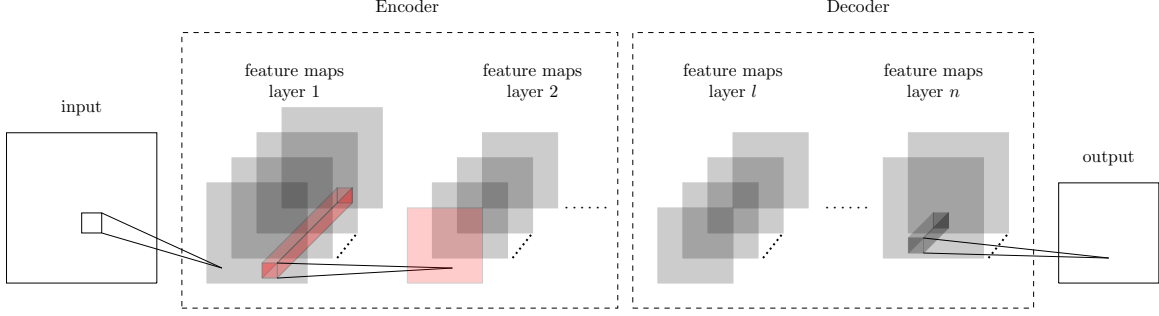 Encoder
Decoder
input
feature maps
layer 1
feature maps
layer 2
feature maps
layer l
feature maps
layer n
output